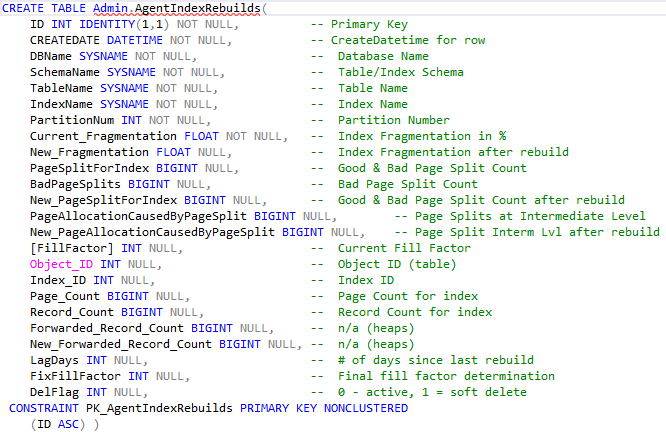 CREATE TABLE Admin.AgentIndexRebuilds(
ID INT IDENTITY(1,1) NOT NULL, -- Primary Key
CREATEDATE DATETIME NOT NULL, -- CreateDatetime for row
DBName SYSNAME NOT NULL, -- Database Name
SchemaName SYSNAME NOT NULL, -- Table/Index Schema
TableName SYSNAME NOT NULL, -- Table Name
IndexName SYSNAME NOT NULL, -- Index Name
PartitionNum INT NOT NULL, -- Partition Number
Current_Fragmentation FLOAT NOT NULL, -- Index Fragmentation in %
New_Fragmentation FLOAT NULL, -- Index Fragmentation after rebuild
PageSplitForIndex BIGINT NULL, -- Good & Bad Page Split Count
BadPageSplits BIGINT NULL, -- Bad Page Split Count
New_PageSplitForIndex BIGINT NULL, -- Good & Bad Page Split Count after rebuild
PageAllocationCausedByPageSplit BIGINT NULL, -- Page Splits at Intermediate Level
New_PageAllocationCausedByPageSplit BIGINT NULL, -- Page Split Interm Lvl after rebuild
[FillFactor] INT NULL, -- Current Fill Factor
Object_ID INT NULL, -- Object ID (table)
Index_ID INT NULL, -- Index ID
Page_Count BIGINT NULL, -- Page Count for index
Record_Count BIGINT NULL, -- Record Count for index
Forwarded_Record_Count BIGINT NULL, -- n/a (heaps)
New_Forwarded_Record_Count BIGINT NULL, -- n/a (heaps)
LagDays INT NULL, -- # of days since last rebuild
FixFillFactor INT NULL, -- Final fill factor determination
DelFlag INT NULL, -- 0 - active, 1 = soft delete
CONSTRAINT PK_AgentIndexRebuilds PRIMARY KEY NONCLUSTERED
(ID ASC) )